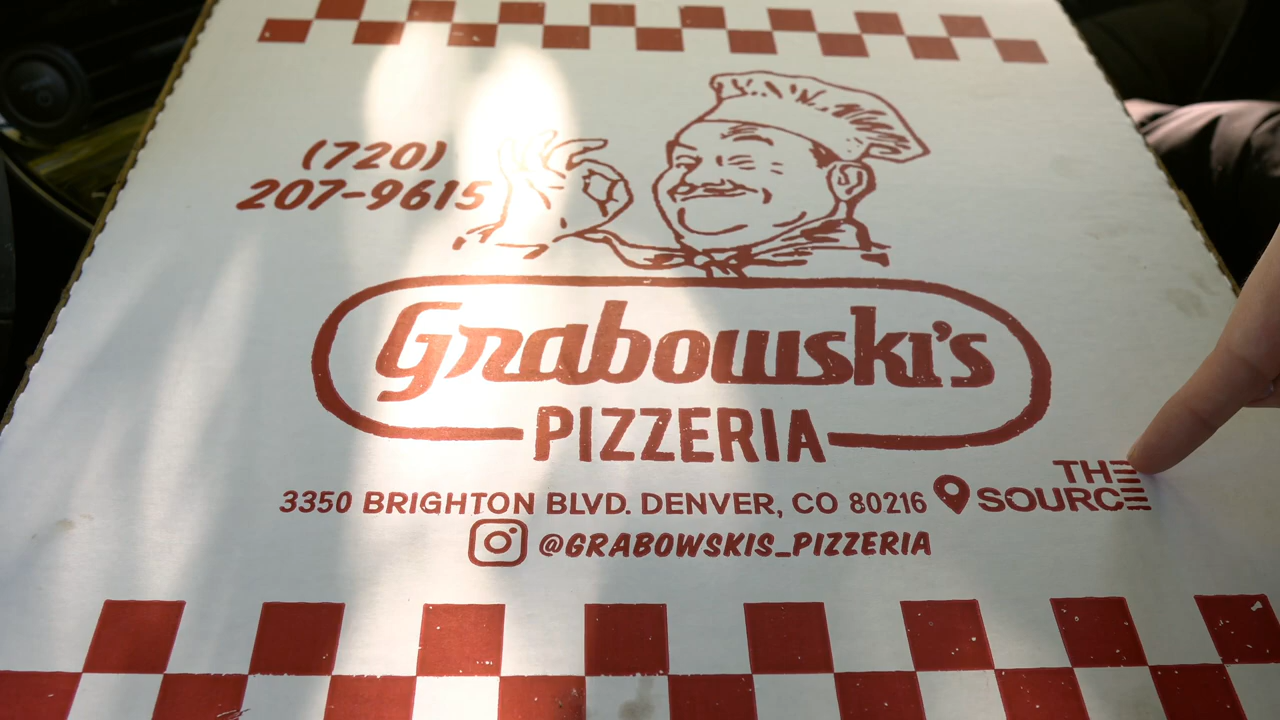 (720)
207-9615
Grabowski's
PIZZERIA
3350 BRIGHTON BLVD. DENVER, CO 80216
THE
SOURCE
@GRABOWSKIS_PIZZERIA